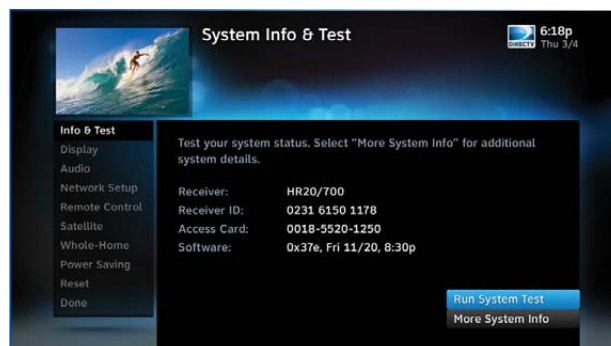 System Info & Test
6:18p
DIRECTV Thu 3/4
Info & Test
Display
Audio
Network Setup
Remote Control
Satellite
Whole-Home
Power Saving
Reset
Done
Test your system status. Select "More System Info" for additional
system details.
Receiver: HR20/700
Receiver ID: 0231 6150 1178
Access Card: 0018-5520-1250
Software: 0x37e, Fri 11/20, 8:30p
Run System Test
More System Info